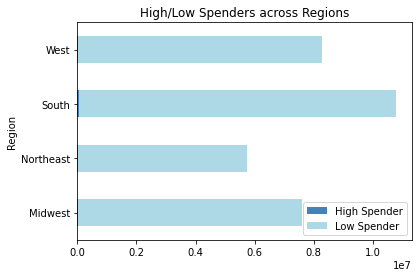 High/Low Spenders across Regions
West
South
Northeast
Midwest
Region
High Spender
Low Spender
0.0
0.2
0.4
0.6
0.8
1.0
1e7